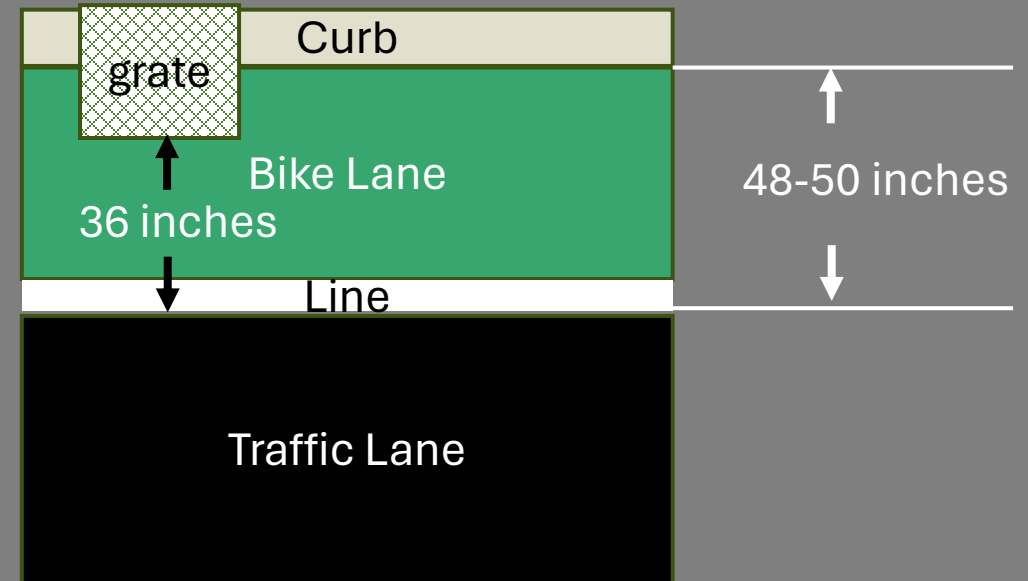 Curb
grate
Bike Lane
48-50 inches
36 inches
Line
Traffic Lane